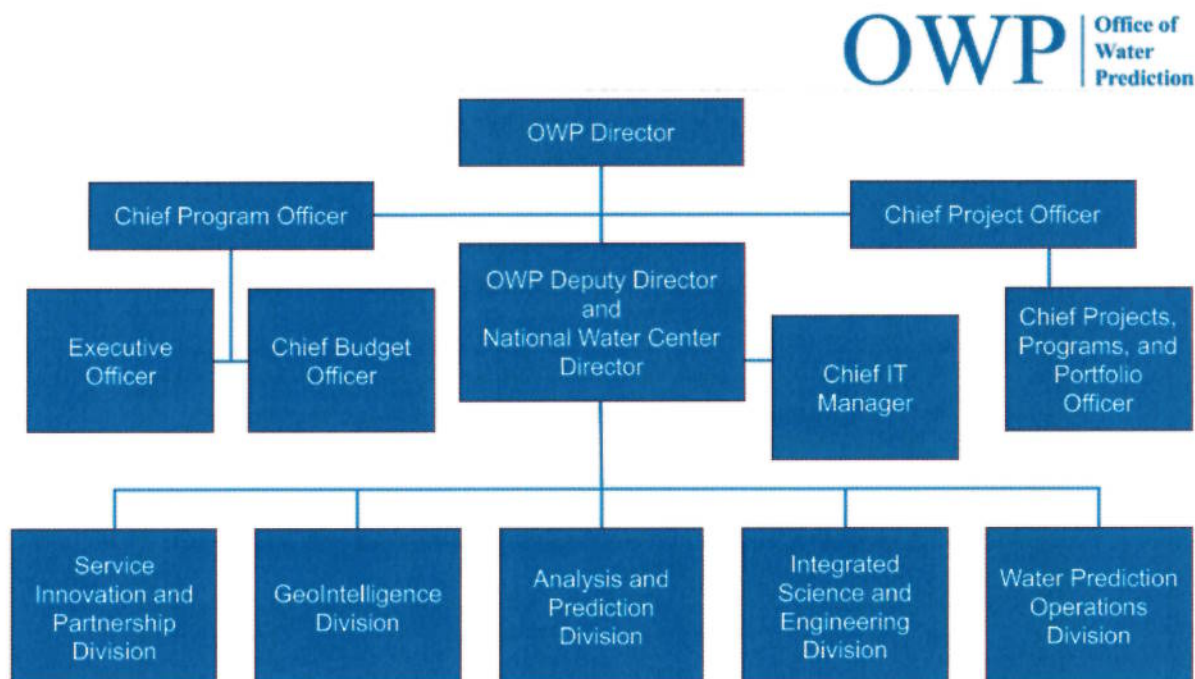 OWP
Office of
Water
Prediction
OWP Director
Chief Program Officer
Chief Project Officer
OWP Deputy Director
and
National Water Center
Director
Executive
Officer
Chief Budget
Officer
Chief IT
Manager
Chief Projects,
Programs, and
Portfolio
Officer
Service
Innovation and
Partnership
Division
GeoIntelligence
Division
Analysis and
Prediction
Division
Integrated
Science and
Engineering
Division
Water Prediction
Operations
Division